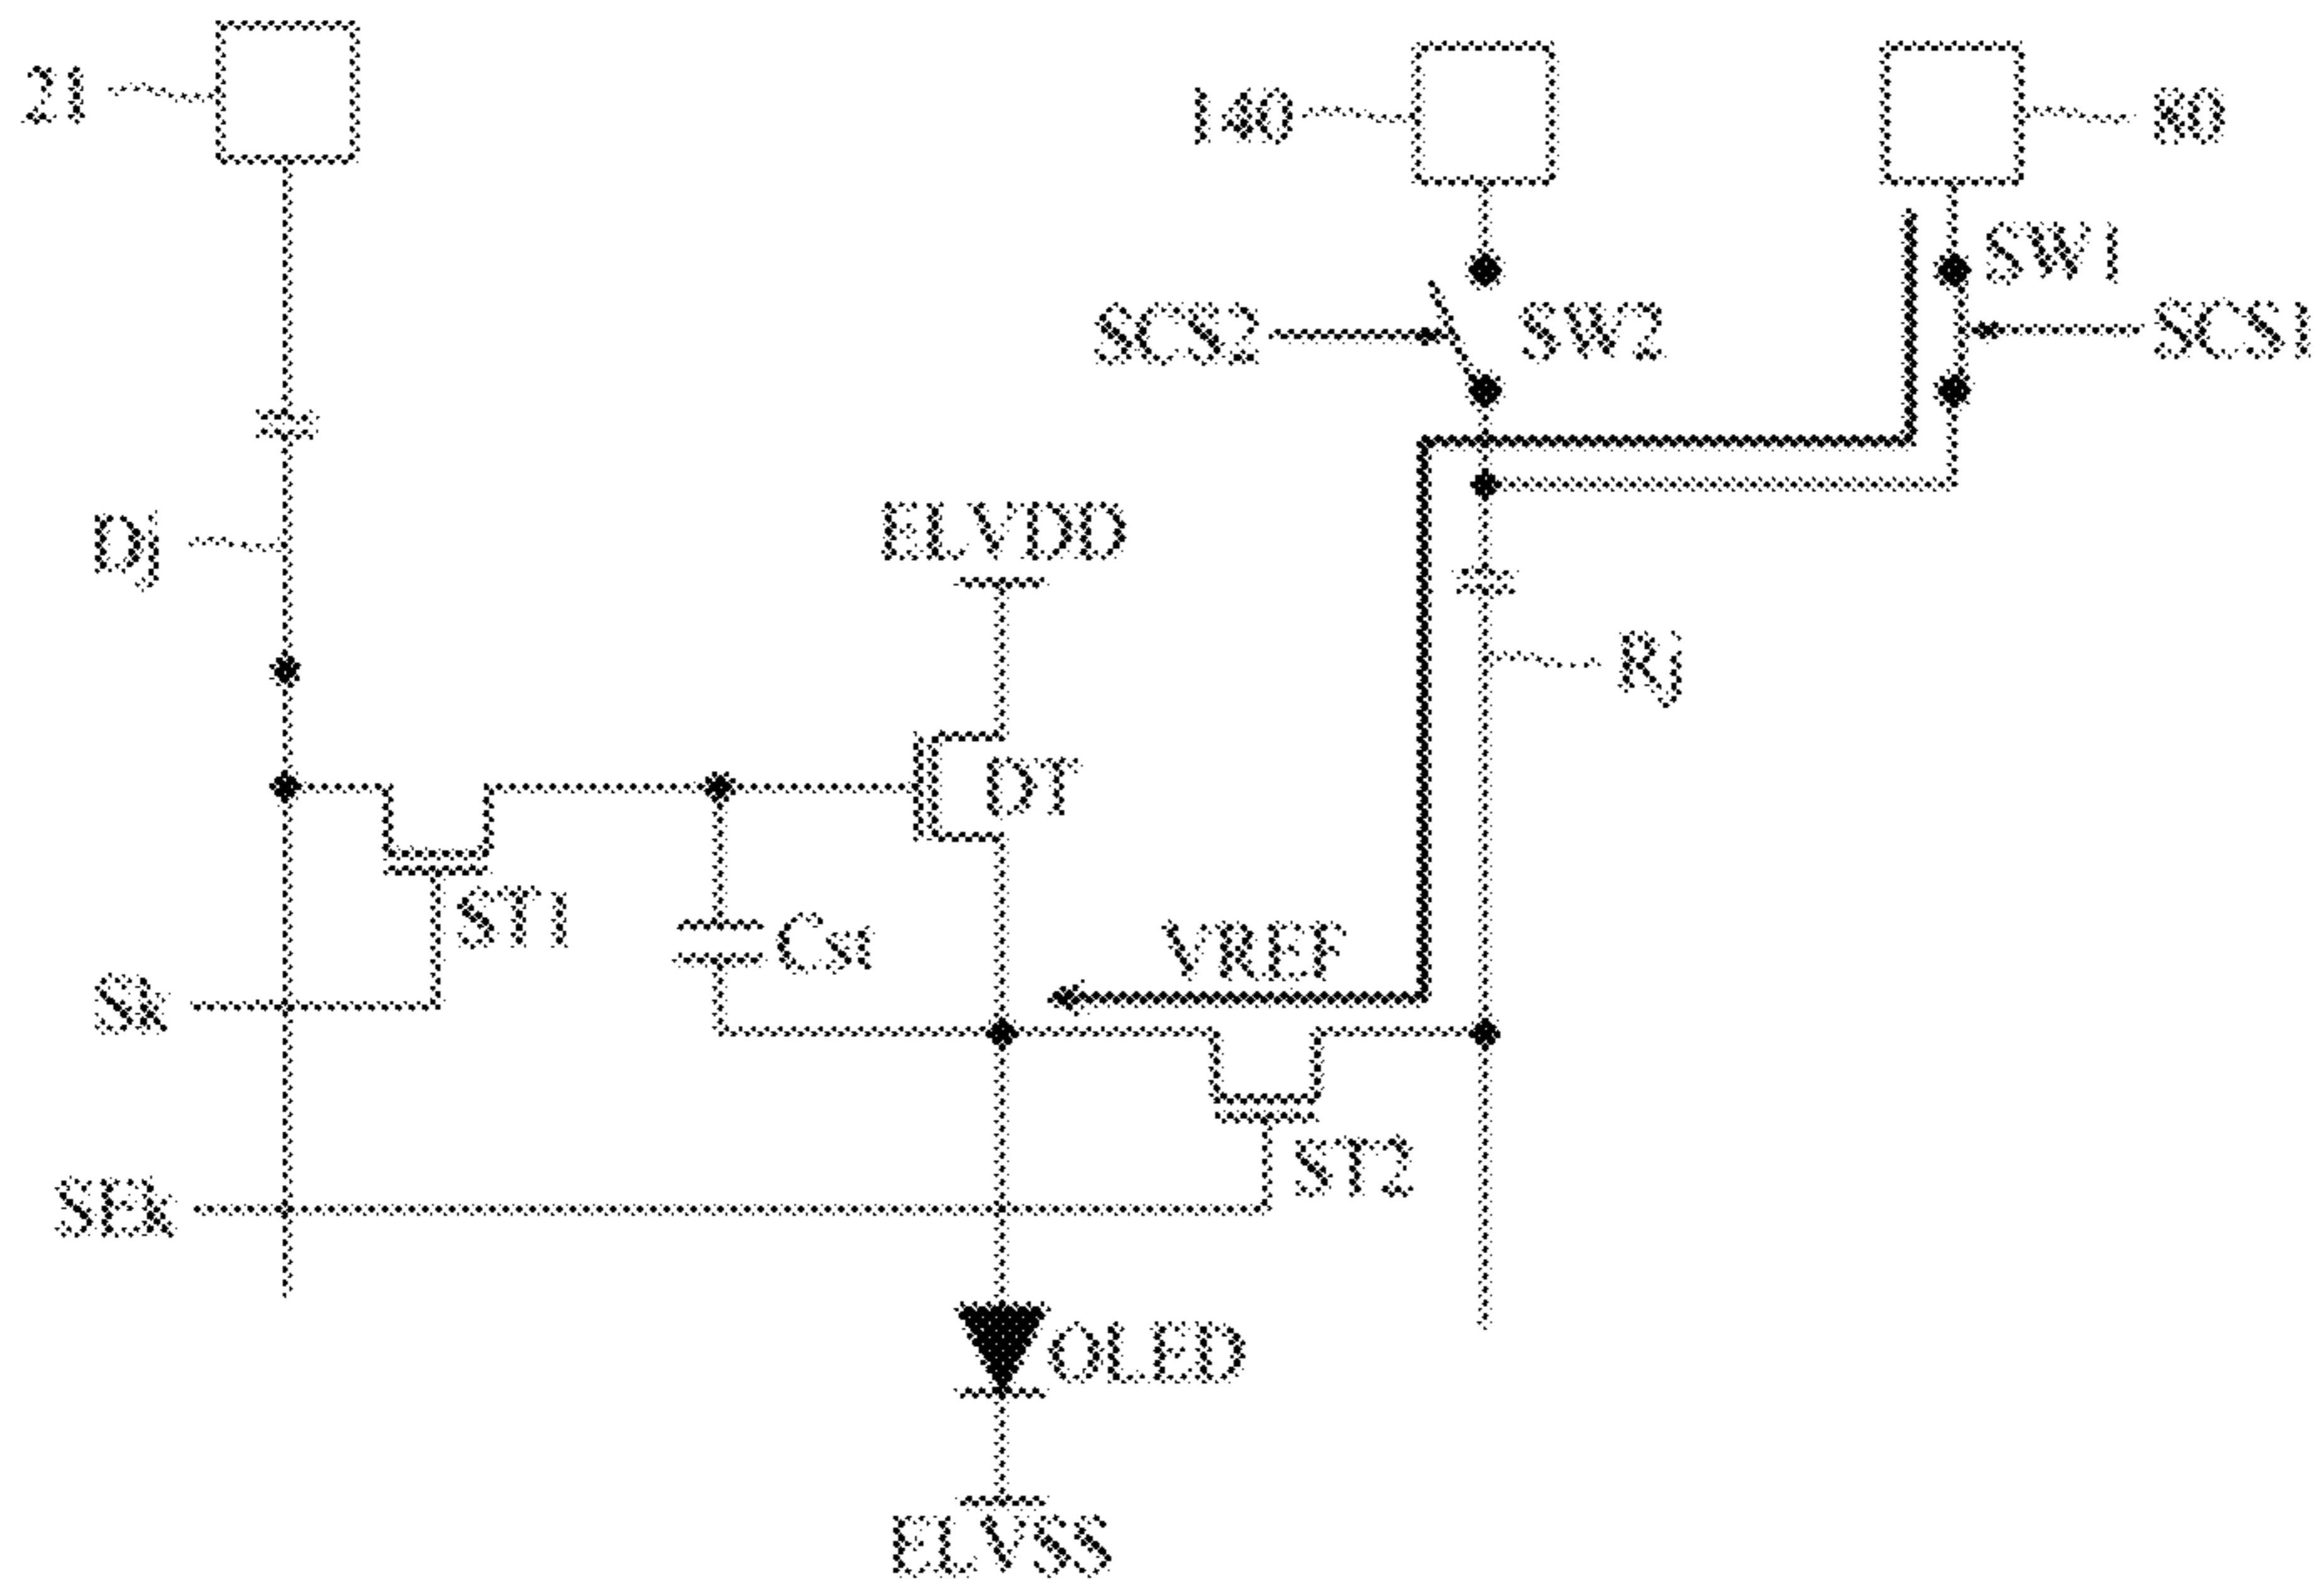 21
140
80
SW1
SCS2
SW2
SCS1
Dj
ELVDD
Rj
DT
ST1
Cst
VREF
Sk
ST2
SEk
OLED
ELVSS